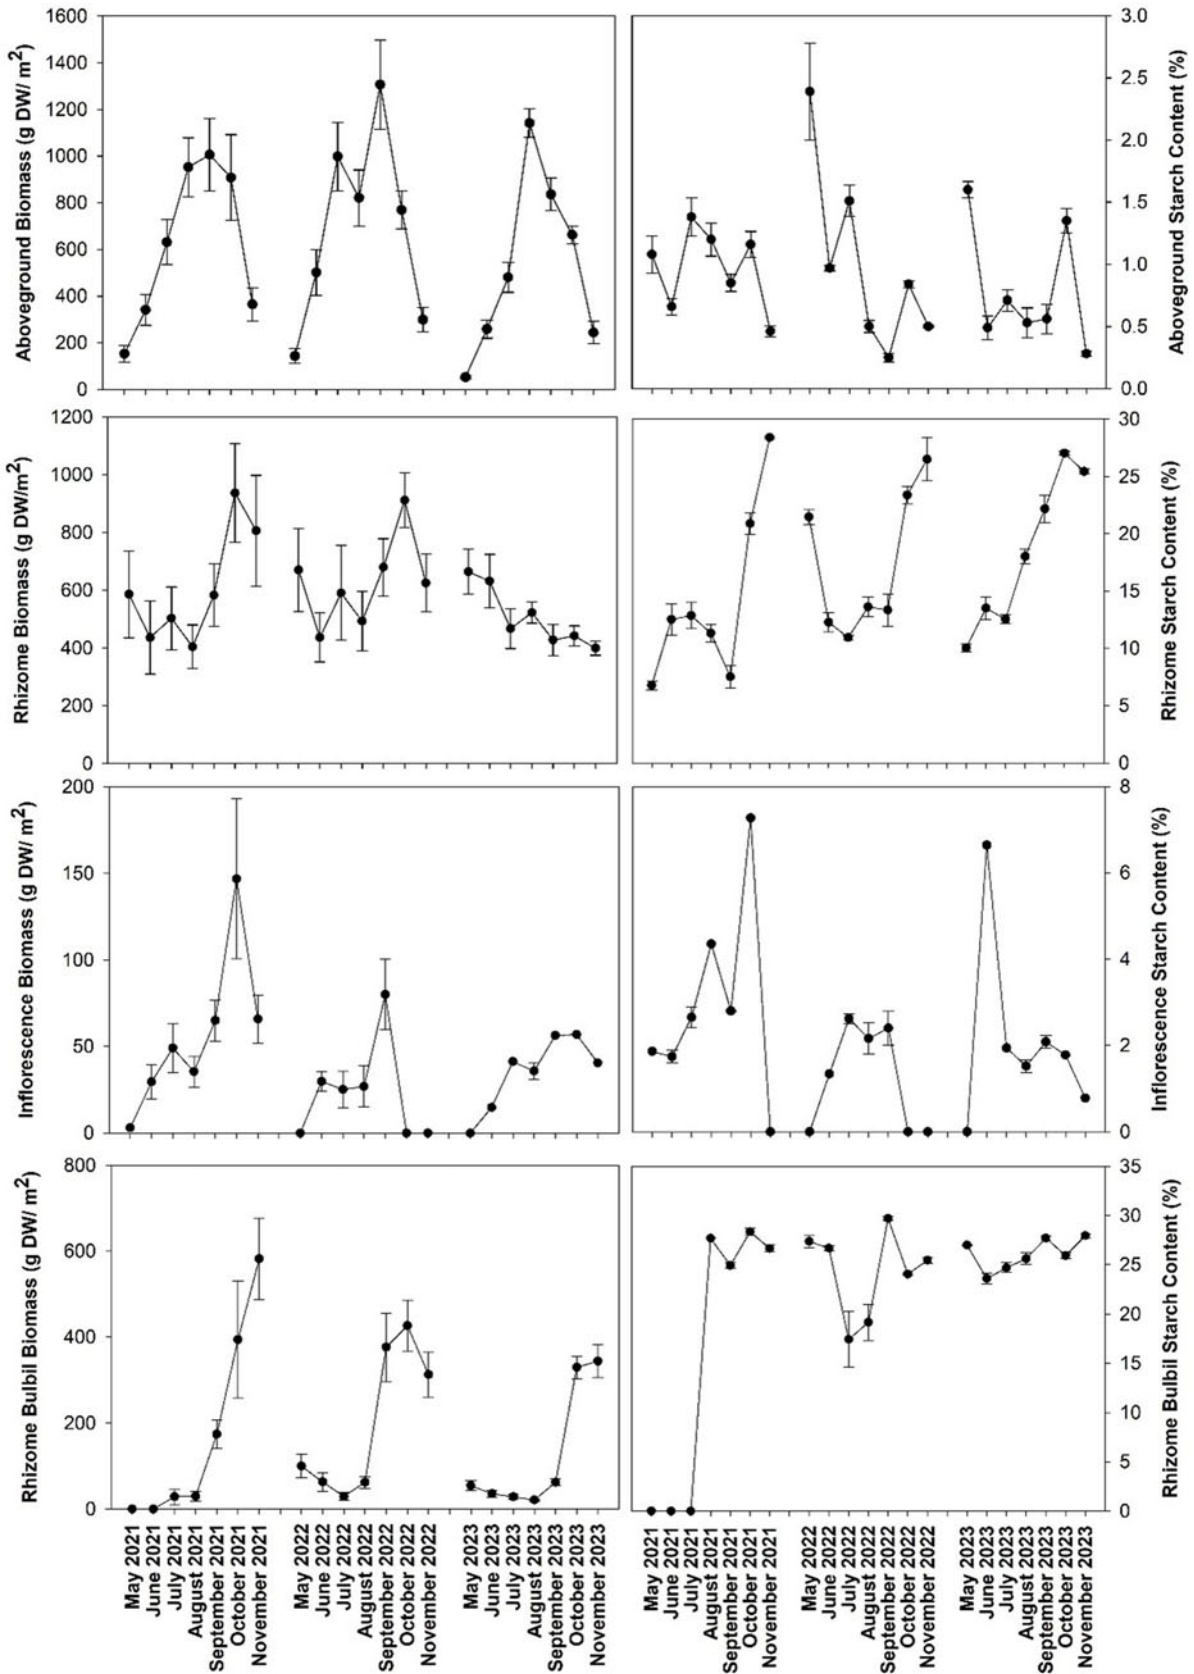 Aboveground Biomass (g DW/ m2)
1600
1400
1200
1000
800
600
400
200
0
3.0
2.5
2.0
1.5
1.0
0.5
0.0
Aboveground Starch Content (%)
Rhizome Biomass (g DW/m2)
1200
1000
800
600
400
200
0
30
25
20
15
10
5
0
Rhizome Starch Content (%)
Inflorescence Biomass (g DW/ m2)
200
150
100
50
0
8
6
4
2
0
Inflorescence Starch Content (%)
Rhizome Bulbil Biomass (g DW/ m2)
800
600
400
200
0
35
30
25
20
15
10
5
0
Rhizome Bulbil Starch Content (%)
May 2021
June 2021
July 2021
August 2021
September 2021
October 2021
November 2021
May 2022
June 2022
July 2022
August 2022
September 2022
October 2022
November 2022
May 2023
June 2023
July 2023
August 2023
September 2023
October 2023
November 2023
May 2021
June 2021
July 2021
August 2021
September 2021
October 2021
November 2021
May 2022
June 2022
July 2022
August 2022
September 2022
October 2022
November 2022
May 2023
June 2023
July 2023
August 2023
September 2023
October 2023
November 2023